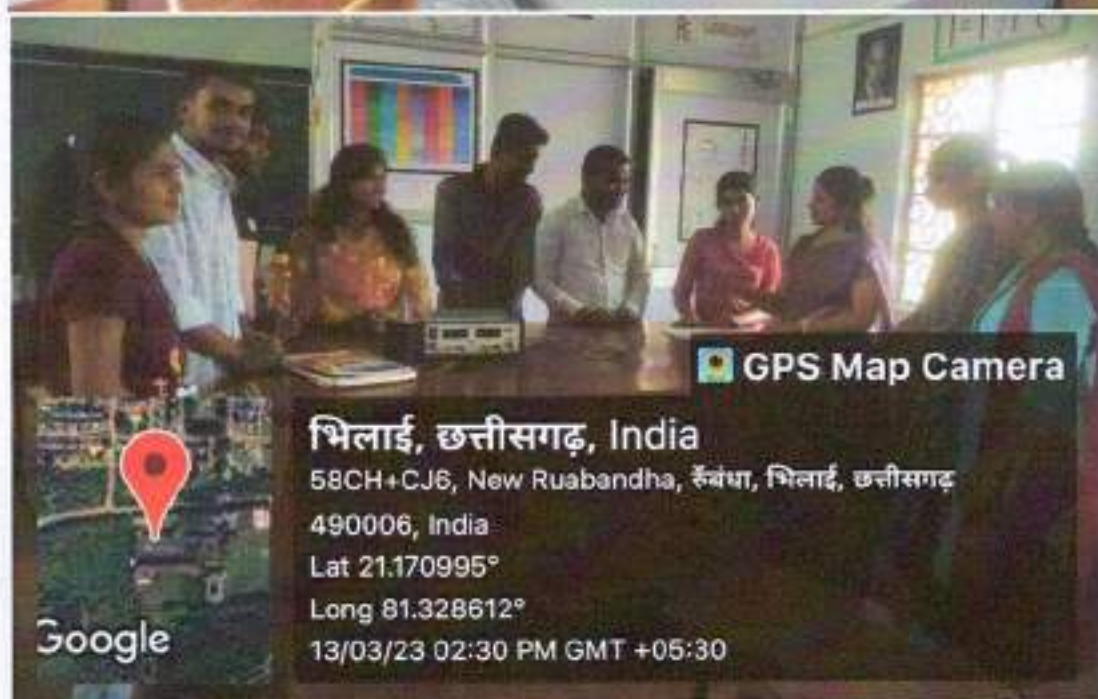 GPS Map Camera
भिलाई, छत्तीसगढ़, India
58CH+CJ6, New Ruabandha, रुँबंधा, भिलाई, छत्तीसगढ़
490006, India
Lat 21.170995°
Long 81.328612°
13/03/23 02:30 PM GMT +05:30
Google